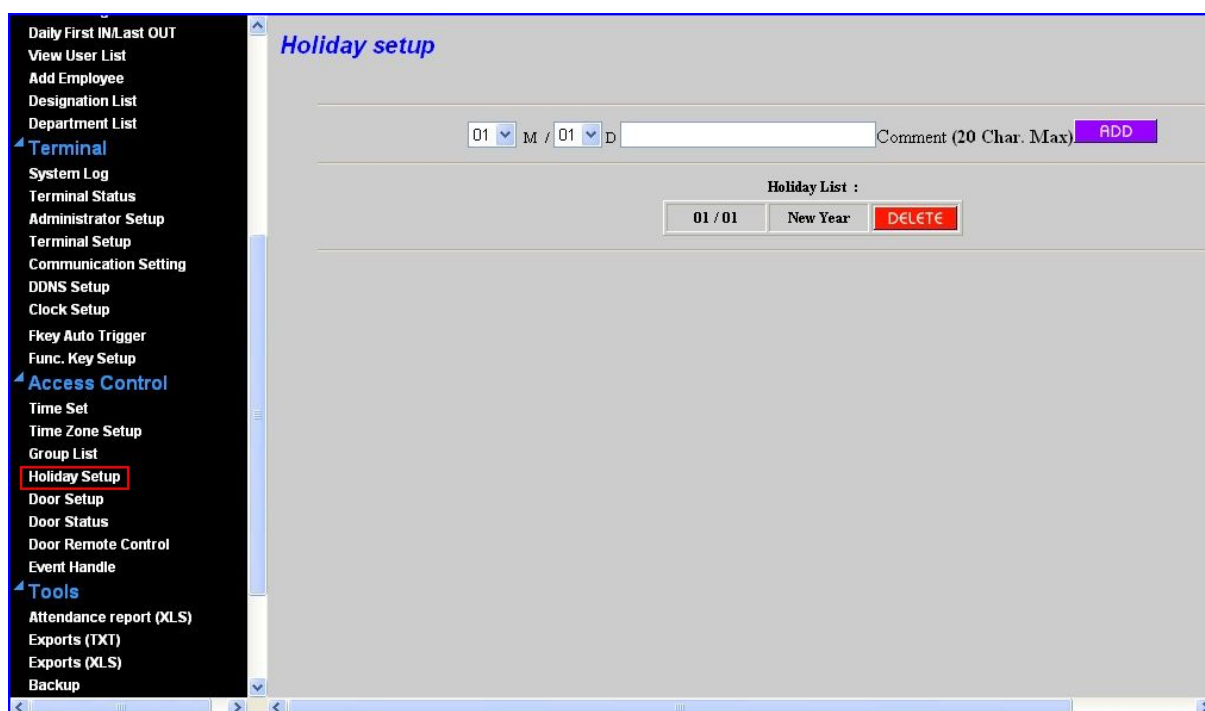 Daily First IN/Last OUT
View User List
Add Employee
Designation List
Department List
Terminal
System Log
Terminal Status
Administrator Setup
Terminal Setup
Communication Setting
DDNS Setup
Clock Setup
Fkey Auto Trigger
Func. Key Setup
Access Control
Time Set
Time Zone Setup
Group List
Holiday Setup
Door Setup
Door Status
Door Remote Control
Event Handle
Tools
Attendance report (XLS)
Exports (TXT)
Exports (XLS)
Backup
Holiday setup
01 M / 01 D Comment (20 Char. Max). ADD
Holiday List :
01 / 01 New Year DELETE